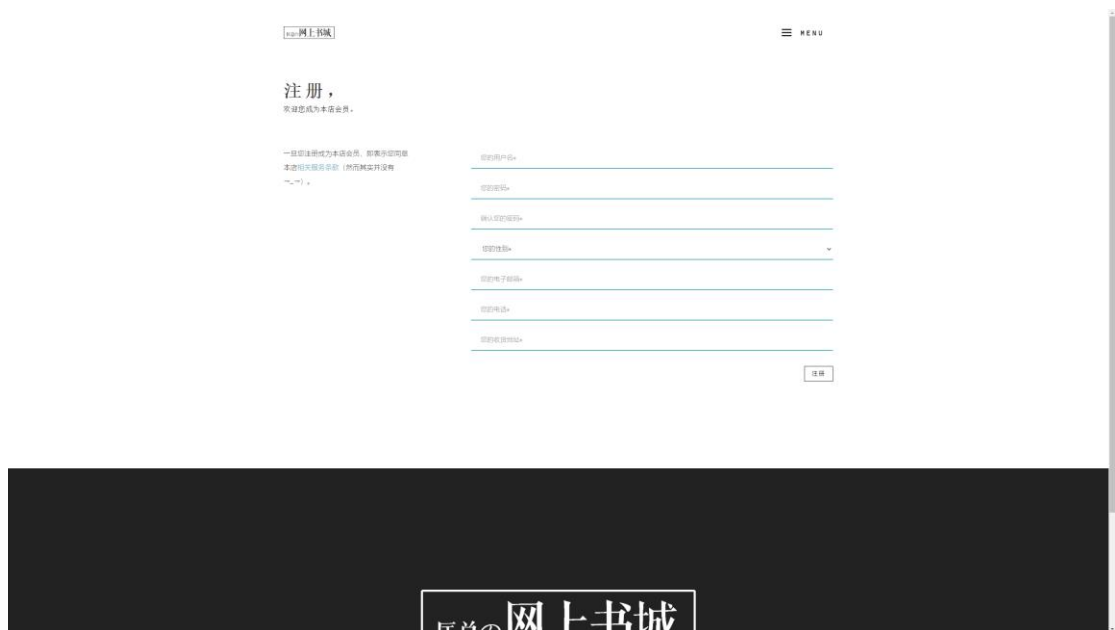 网上书城
MENU
注册，
欢迎您成为本店会员。
一旦您注册成为本店会员，即表示您同意
本店相关服务条款（然而其实并没有
→_→）。
您的用户名*
您的密码*
确认您的密码*
您的性别*
您的电子邮箱*
您的电话*
您的收货地址*
注册
网上书城